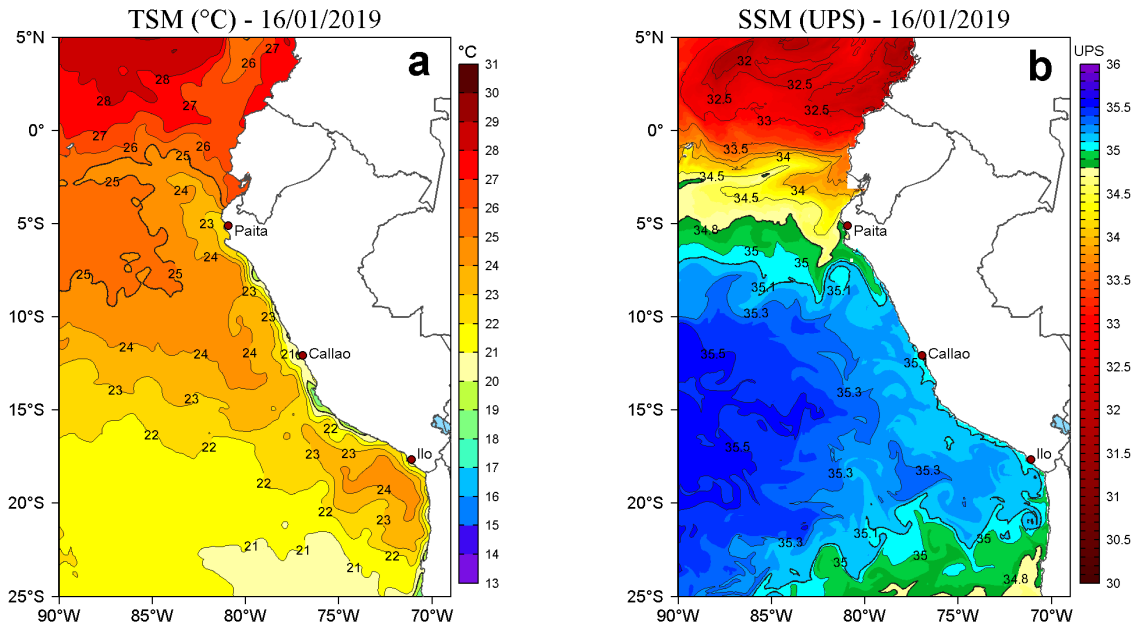 TSM (°C) - 16/01/2019
SSM (UPS) - 16/01/2019
a
°C
31
30
29
28
27
26
25
24
23
22
21
20
19
18
17
16
15
14
13
5°N
0°
5°S
10°S
15°S
20°S
25°S
90°W
85°W
80°W
75°W
70°W
27
26
28
28
27
27
26
26
25
25
24
23
Paita
24
25
25
23
23
24
24
24
21
Callao
23
23
22
22
22
23
23
Ilo
22
24
22
23
21
21
22
21
b
UPS
36
35.5
35
34.5
34
33.5
33
32.5
32
31.5
31
30.5
30
5°N
0°
5°S
10°S
15°S
20°S
25°S
90°W
85°W
80°W
75°W
70°W
32
32.5
32.5
32.5
33
33.5
34
34.5
34
34.5
34.8
Paita
35
35
35.1
35.1
35.3
35.5
35
Callao
35.3
35.5
35.3
35.3
Ilo
35.3
35.1
35
35
35
34.8